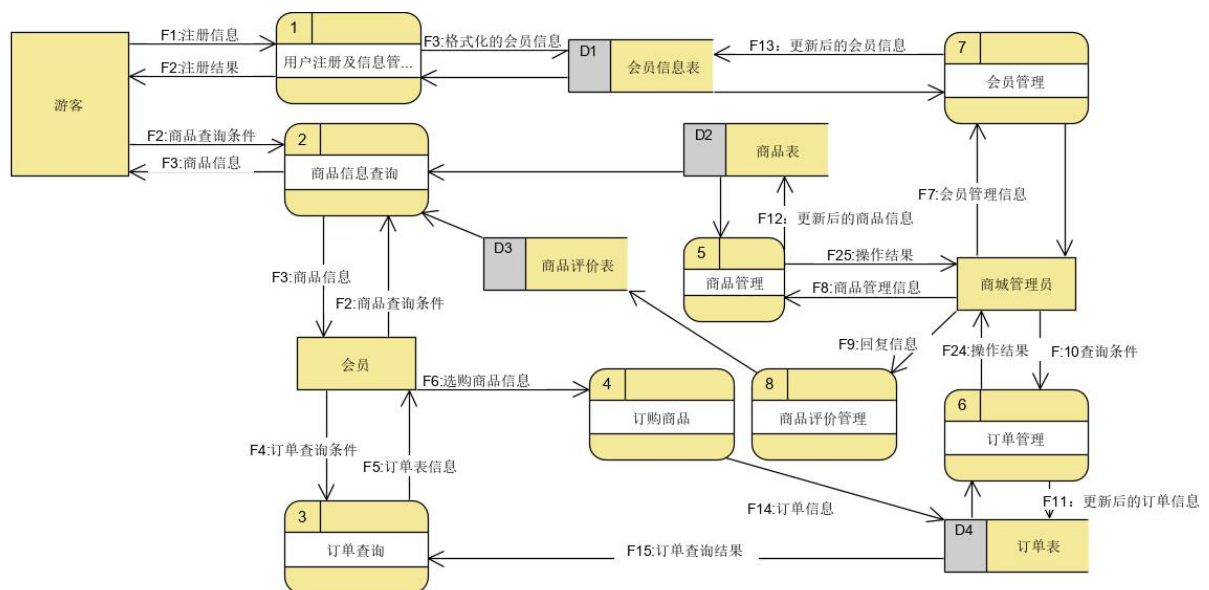 F1:注册信息
1
F3:格式化的会员信息
D1
F13：更新后的会员信息
7
用户注册及信息管...
会员信息表
会员管理
F2:注册结果
游客
F2:商品查询条件
2
D2
商品表
F3:商品信息
商品信息查询
F7:会员管理信息
F12：更新后的商品信息
D3
商品评价表
5
商品管理
F25:操作结果
商城管理员
F8:商品管理信息
F3:商品信息
F2:商品查询条件
F9:回复信息
F24:操作结果
F:10查询条件
会员
F6:选购商品信息
4
订购商品
8
商品评价管理
6
订单管理
F4:订单查询条件
F5:订单表信息
F14:订单信息
F11：更新后的订单信息
3
订单查询
F15:订单查询结果
D4
订单表